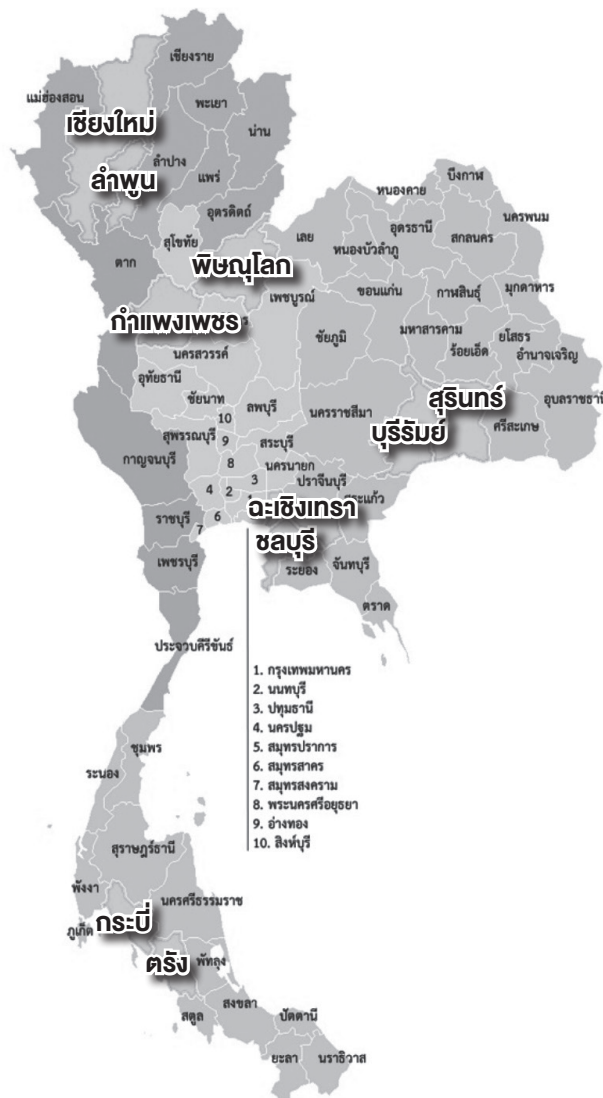 เชียงราย
แม่ฮ่องสอน
พะเยา
เชียงใหม่
น่าน
ลำปาง
ลำพูน
แพร่
อุตรดิตถ์
สุโขทัย
ตาก
พิษณุโลก
เลย
หนองคาย
บึงกาฬ
อุดรธานี
นครพนม
หนองบัวลำภู
สกลนคร
เพชบูรณ์
ขอนแก่น
กาฬสินธุ์
มุกดาหาร
กำแพงเพชร
ชัยภูมิ
มหาสารคาม
ร้อยเอ็ด
ยโสธร
อำนาจเจริญ
นครสวรรค์
อุทัยธานี
ชัยนาท
ลพบุรี
นครราชสีมา
สุรินทร์
อุบลราชธานี
บุรีรัมย์
ศรีสะเกษ
10
สุพรรณบุรี
9
สระบุรี
กาญจนบุรี
8
นครนายก
3
ปราจีนบุรี
4
2
ฉะเชิงเทรา
ราชบุรี
6
7
ชลบุรี
เพชรบุรี
ระยอง
จันทบุรี
ตราด
ประจวบคีรีขันธ์
1. กรุงเทพมหานคร
2. นนทบุรี
3. ปทุมธานี
4. นครปฐม
5. สมุทรปราการ
6. สมุทรสาคร
7. สมุทรสงคราม
8. พระนครศรีอยุธยา
9. อ่างทอง
10. สิงห์บุรี
ชุมพร
ระนอง
สุราษฎร์ธานี
พังงา
นครศรีธรรมราช
กระบี่
ภูเก็ต
ตรัง
พัทลุง
สงขลา
สตูล
ปัตตานี
ยะลา
นราธิวาส